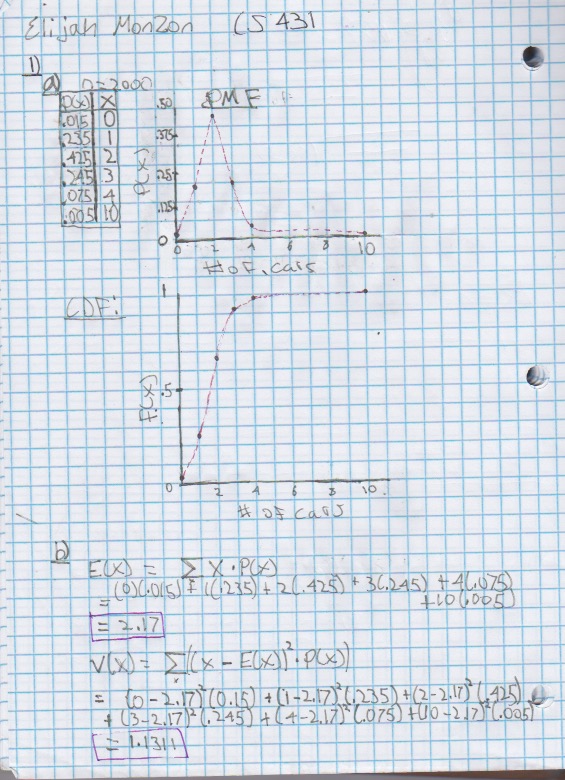 Elijah Monzon CS 431
1)
a) n=2000
P(x) X
.015 0
.235 1
.425 2
.245 3
.075 4
.005 10
PMF
.50
.375
.25
.125
0
f(x)
0 2 4 6 8 10
# of cars
CDF:
1
.5
0
F(x)
2 4 6 8 10
# of cars
b)
E(X) = ∑ X · P(X)
x
= (0)(.015) + 1(.235) + 2(.425) + 3(.245) + 4(.075)
+10(.005)
= 2.17
V(X) = ∑[(x - E(x))² · P(x)]
x
= (0-2.17)²(0.15) + (1-2.17)²(.235) + (2-2.17)²(.425)
+ (3-2.17)²(.245) + (4-2.17)²(.075) + (10-2.17)²(.005)
= 1.1311